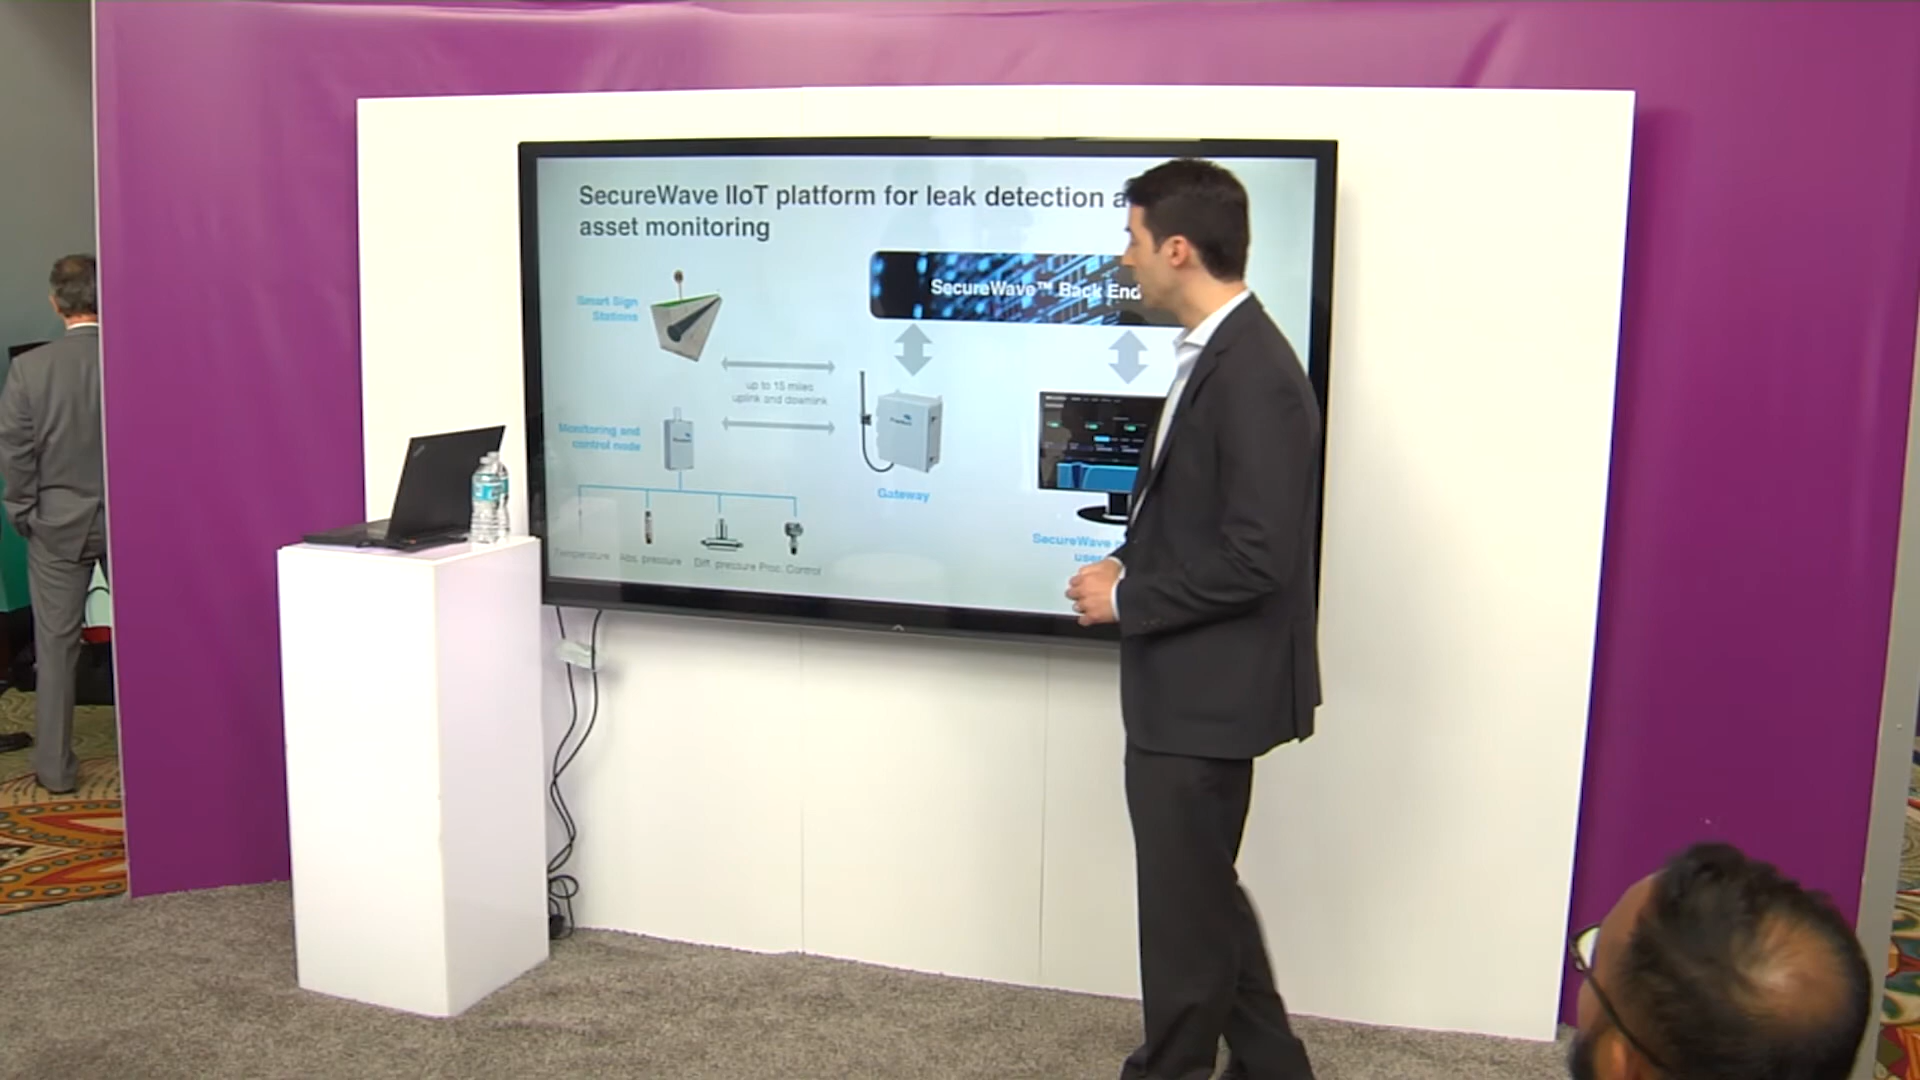 SecureWave IIoT platform for leak detection a
asset monitoring
SecureWave™ Back End
Smart Sign
Stations
up to 15 miles
uplink and downlink
Monitoring and
control node
Gateway
SecureWave
user
Temperature Abs. pressure Diff. pressure Proc. Control